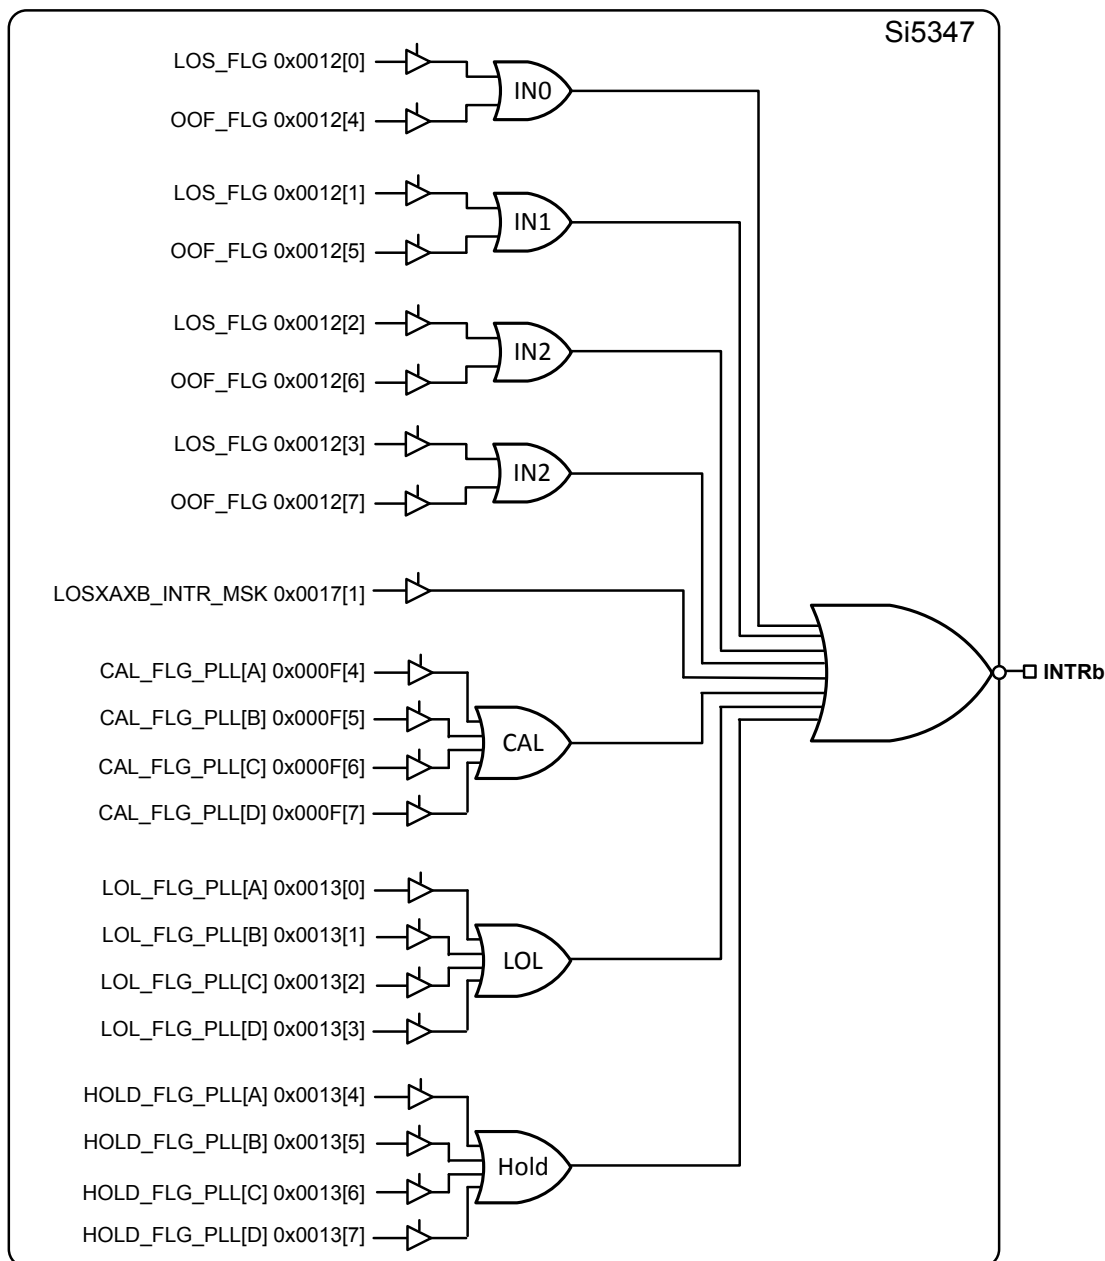 Si5347
LOS_FLG 0x0012[0]
IN0
OOF_FLG 0x0012[4]
LOS_FLG 0x0012[1]
IN1
OOF_FLG 0x0012[5]
LOS_FLG 0x0012[2]
IN2
OOF_FLG 0x0012[6]
LOS_FLG 0x0012[3]
IN2
OOF_FLG 0x0012[7]
LOSXAXB_INTR_MSK 0x0017[1]
INTRb
CAL_FLG_PLL[A] 0x000F[4]
CAL_FLG_PLL[B] 0x000F[5]
CAL
CAL_FLG_PLL[C] 0x000F[6]
CAL_FLG_PLL[D] 0x000F[7]
LOL_FLG_PLL[A] 0x0013[0]
LOL_FLG_PLL[B] 0x0013[1]
LOL
LOL_FLG_PLL[C] 0x0013[2]
LOL_FLG_PLL[D] 0x0013[3]
HOLD_FLG_PLL[A] 0x0013[4]
HOLD_FLG_PLL[B] 0x0013[5]
Hold
HOLD_FLG_PLL[C] 0x0013[6]
HOLD_FLG_PLL[D] 0x0013[7]